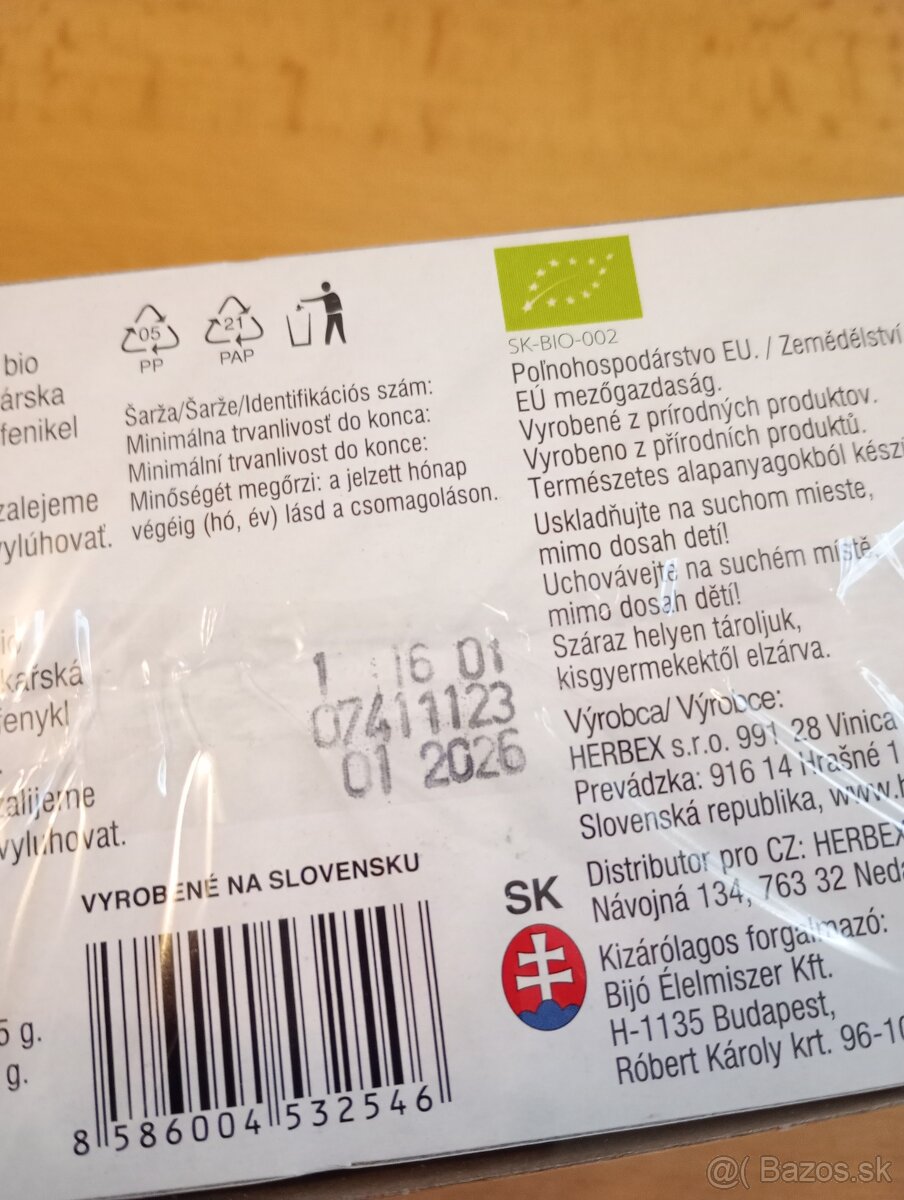 bio
árska
fenikel
zalejeme
vylúhovať.
kářská
fenykl
zalijeme
vyluhovat.
5 g.
g.
05
PP
21
PAP
Šarža/Šarže/Identifikációs szám:
Minimálna trvanlivosť do konca:
Minimální trvanlivost do konce:
Minőségét megőrzi: a jelzett hónap
végéig (hó, év) lásd a csomagoláson.
1 16 01
07411123
01 2026
VYROBENÉ NA SLOVENSKU
8 586004 532546
SK-BIO-002
Poľnohospodárstvo EU. / Zemědělství
EÚ mezőgazdaság.
Vyrobené z prírodných produktov.
Vyrobeno z přírodních produktů.
Természetes alapanyagokból készü
Uskladňujte na suchom mieste,
mimo dosah detí!
Uchovávejte na suchém místě,
mimo dosah dětí!
Száraz helyen tároljuk,
kisgyermekektől elzárva.
Výrobca/ Výrobce:
HERBEX s.r.o. 991 28 Vinica
Prevádzka: 916 14 Hrašné 1
Slovenská republika, www.h
Distributor pro CZ: HERBEX
Návojná 134, 763 32 Neda
SK
Kizárólagos forgalmazó:
Bijó Élelmiszer Kft.
H-1135 Budapest,
Róbert Károly krt. 96-10
@( Bazos.sk